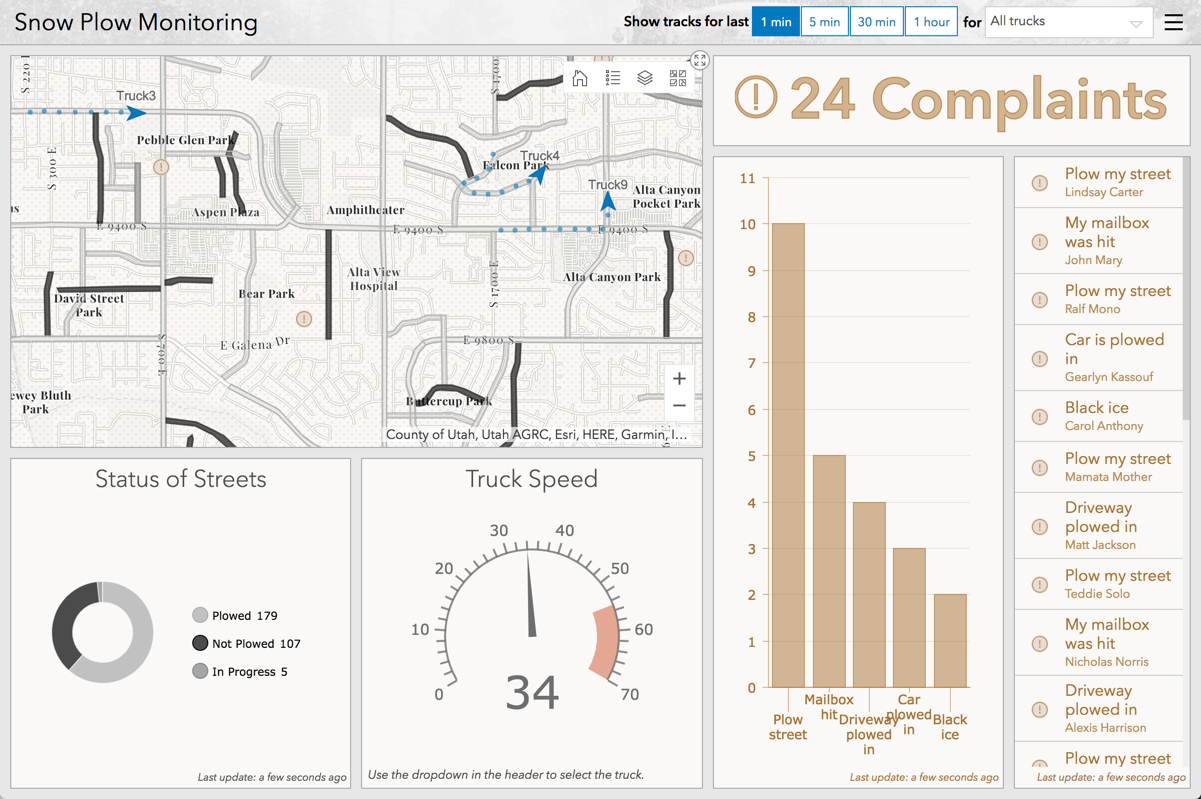 Snow Plow Monitoring
Show tracks for last 1 min 5 min 30 min 1 hour for All trucks
S 220 E
S 1700
Truck3
Pebble Glen Park
Truck4
Falcon Park
S 300 E
Truck9
Alta Canyon
Pocket Park
Aspen Plaza
Amphitheater
E 9400 S
E 9400 S
E 9400 S
Alta View
Hospital
Alta Canyon Park
S 1700 E
David Street
Park
Bear Park
E Galena Dr
S 700 E
E 9800 S
ewey Bluth
Park
Buttercup Park
+
−
County of Utah, Utah AGRC, Esri, HERE, Garmin, I...
Status of Streets
Plowed 179
Not Plowed 107
In Progress 5
Last update: a few seconds ago
Truck Speed
0
10
20
30
40
50
60
70
34
Use the dropdown in the header to select the truck.
24 Complaints
11
10
9
8
7
6
5
4
3
2
1
0
Plow
street
Mailbox
hit
Driveway
plowed
in
Car
plowed
in
Black
ice
Last update: a few seconds ago
Plow my street
Lindsay Carter
My mailbox
was hit
John Mary
Plow my street
Ralf Mono
Car is plowed
in
Gearlyn Kassouf
Black ice
Carol Anthony
Plow my street
Mamata Mother
Driveway
plowed in
Matt Jackson
Plow my street
Teddie Solo
My mailbox
was hit
Nicholas Norris
Driveway
plowed in
Alexis Harrison
Plow my street
Last update: a few seconds ago